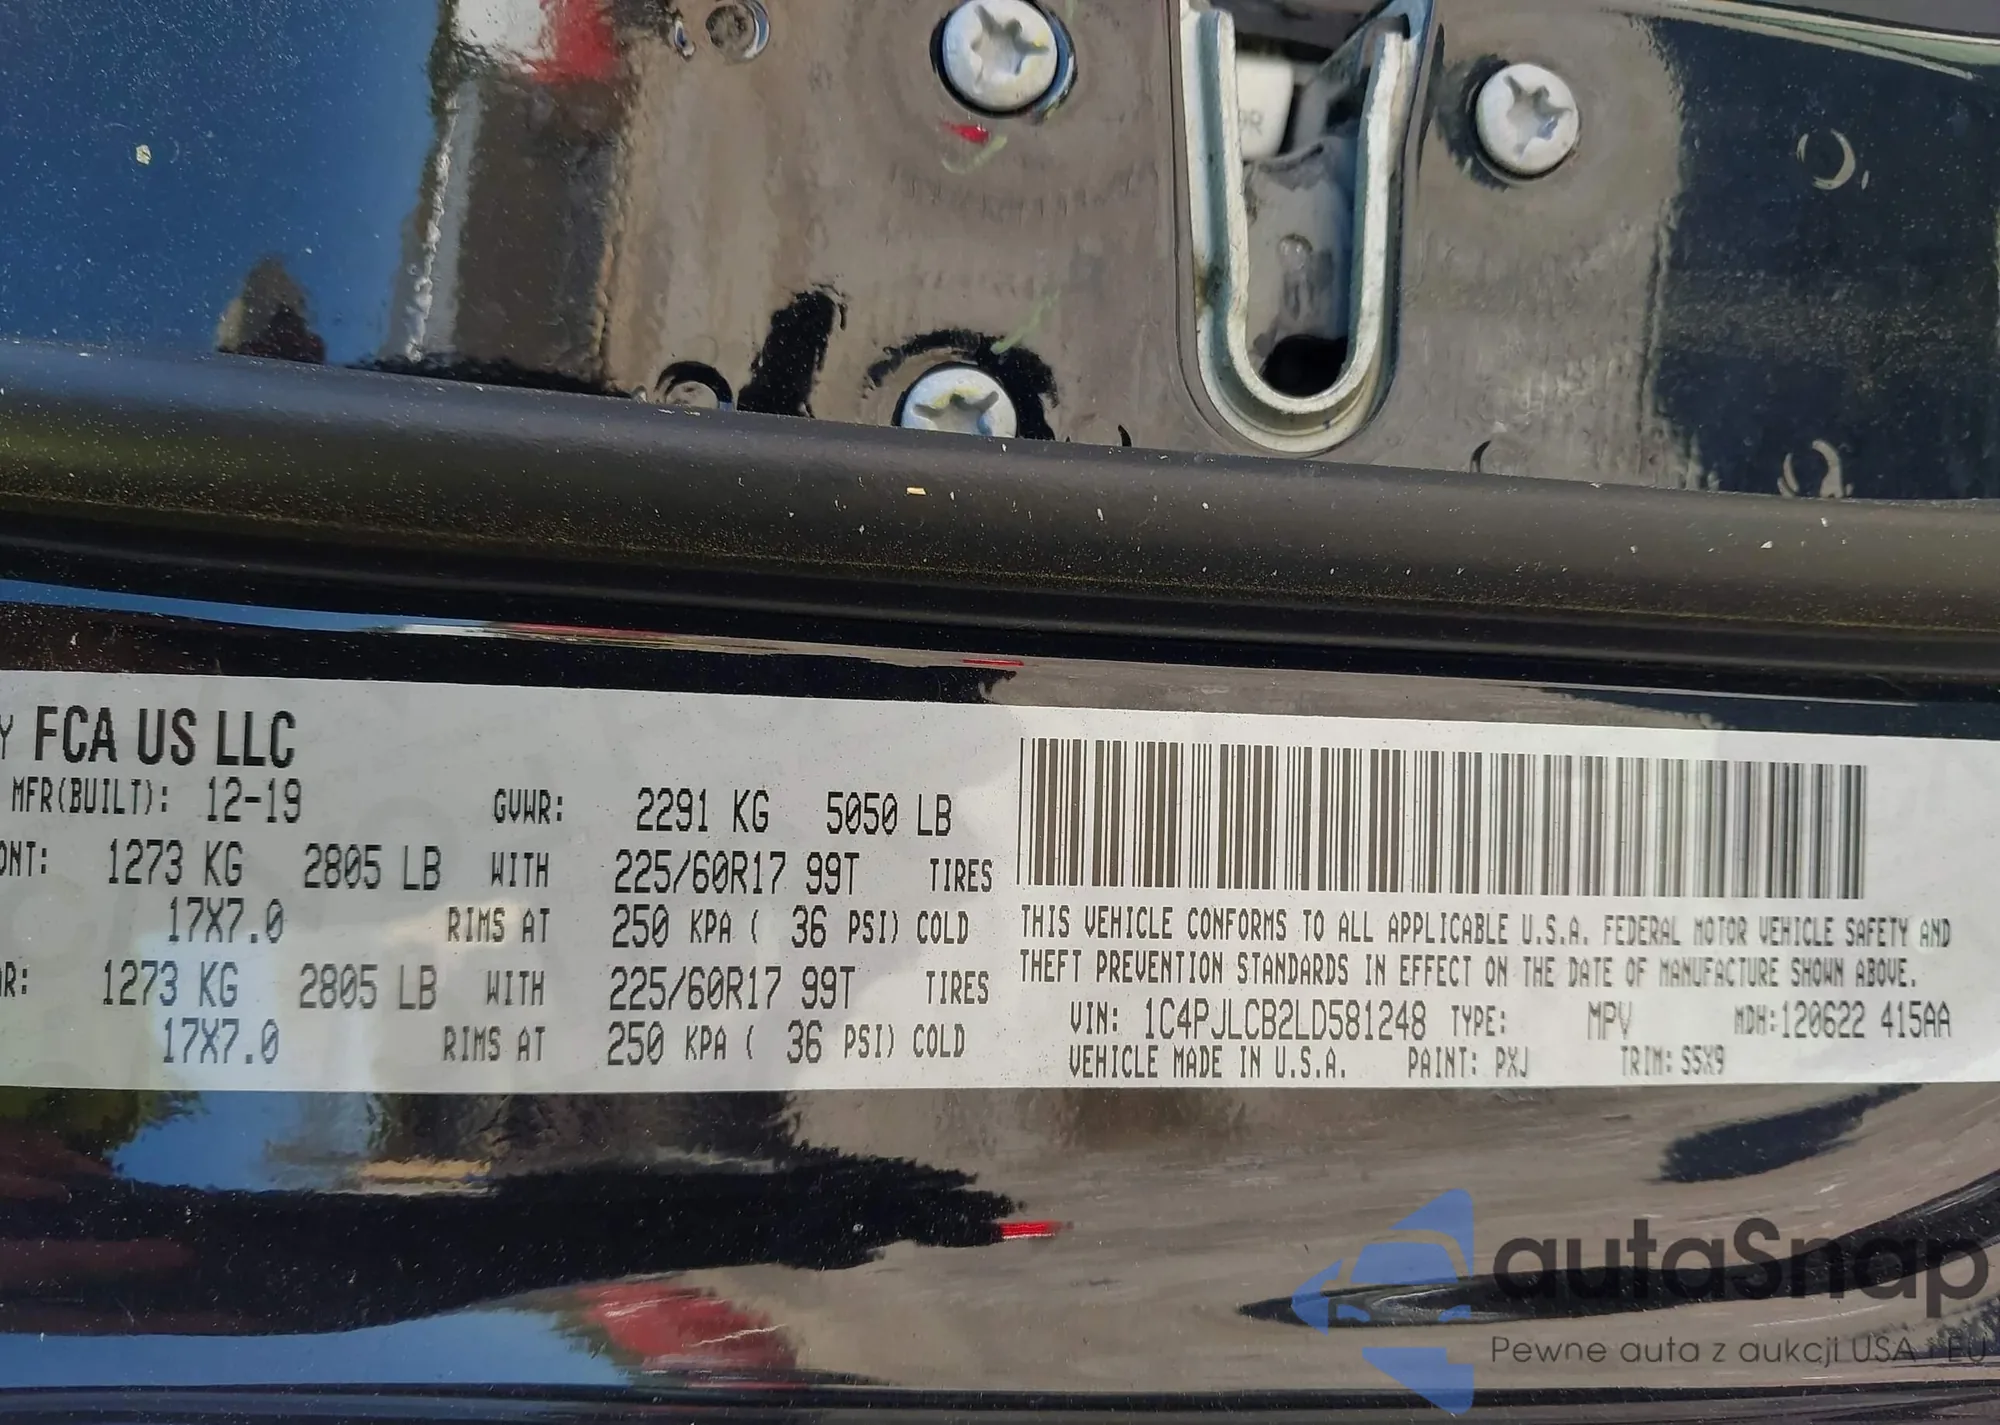 FCA US LLC
MFR(BUILT): 12-19 GVWR: 2291 KG 5050 LB
1273 KG 2805 LB WITH 225/60R17 99T TIRES
17X7.0 RIMS AT 250 KPA ( 36 PSI) COLD
1273 KG 2805 LB WITH 225/60R17 99T TIRES
17X7.0 RIMS AT 250 KPA ( 36 PSI) COLD
THIS VEHICLE CONFORMS TO ALL APPLICABLE U.S.A. FEDERAL MOTOR VEHICLE SAFETY AND
THEFT PREVENTION STANDARDS IN EFFECT ON THE DATE OF MANUFACTURE SHOWN ABOVE.
VIN: 1C4PJLCB2LD581248 TYPE: MPV MDH:120622 415AA
VEHICLE MADE IN U.S.A. PAINT: PXJ TRIM: S5X9
autaSnap
Pewne auta z aukcji USA i EU